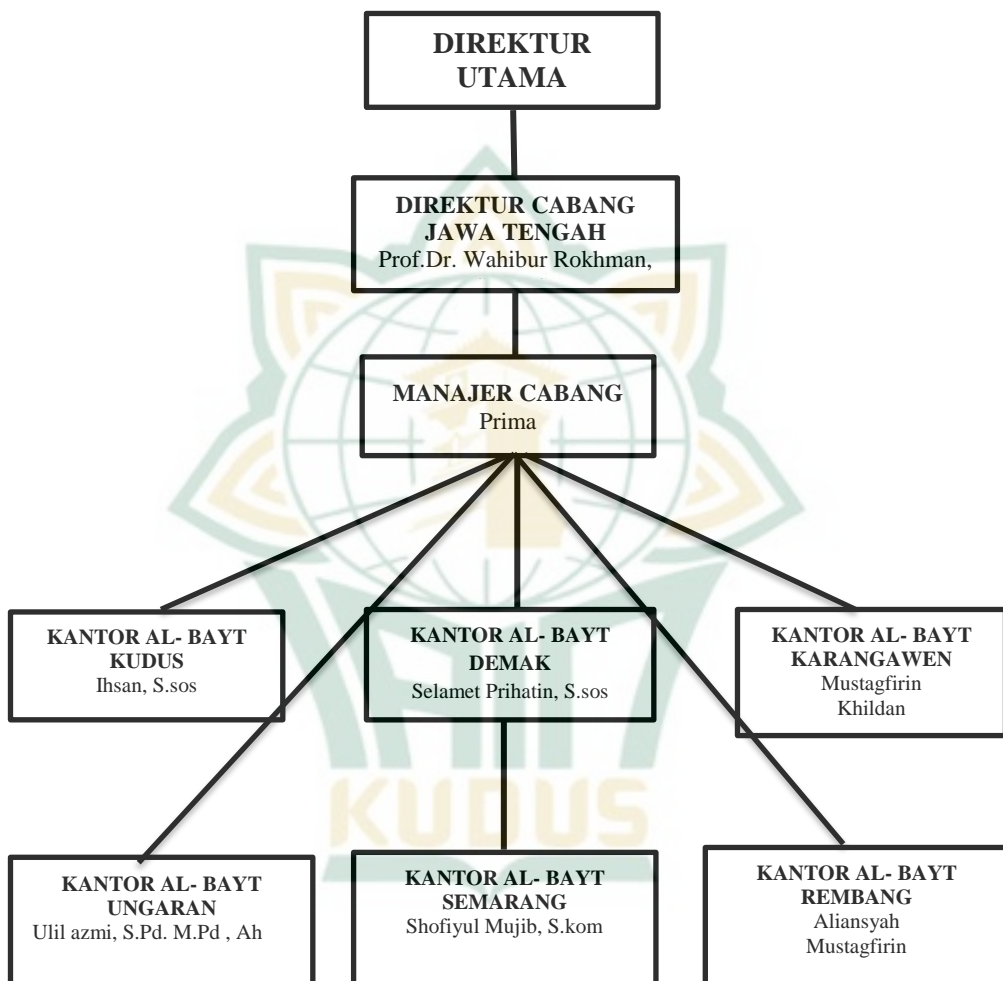 DIREKTUR
UTAMA
DIREKTUR CABANG
JAWA TENGAH
Prof.Dr. Wahibur Rokhman,
MANAJER CABANG
Prima
KANTOR AL- BAYT
KUDUS
Ihsan, S.sos
KANTOR AL- BAYT
DEMAK
Selamet Prihatin, S.sos
KANTOR AL- BAYT
KARANGAWEN
Mustagfirin
Khildan
KUDUS
KANTOR AL- BAYT
UNGARAN
Ulil azmi, S.Pd. M.Pd , Ah
KANTOR AL- BAYT
SEMARANG
Shofiyul Mujib, S.kom
KANTOR AL- BAYT
REMBANG
Aliansyah
Mustagfirin